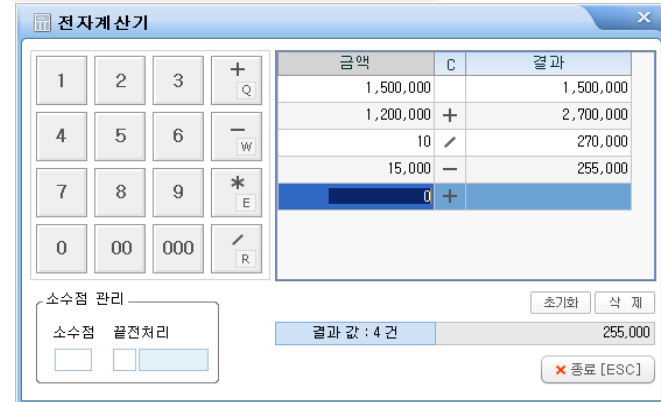 전자계산기
금액 C 결과
1 2 3 + Q
1,500,000 1,500,000
1,200,000 + 2,700,000
4 5 6 − W
10 / 270,000
15,000 − 255,000
7 8 9 * E
0 +
0 00 000 / R
소수점 관리
초기화 삭 제
소수점 끝전처리
결과 값 : 4 건 255,000
종료 [ESC]